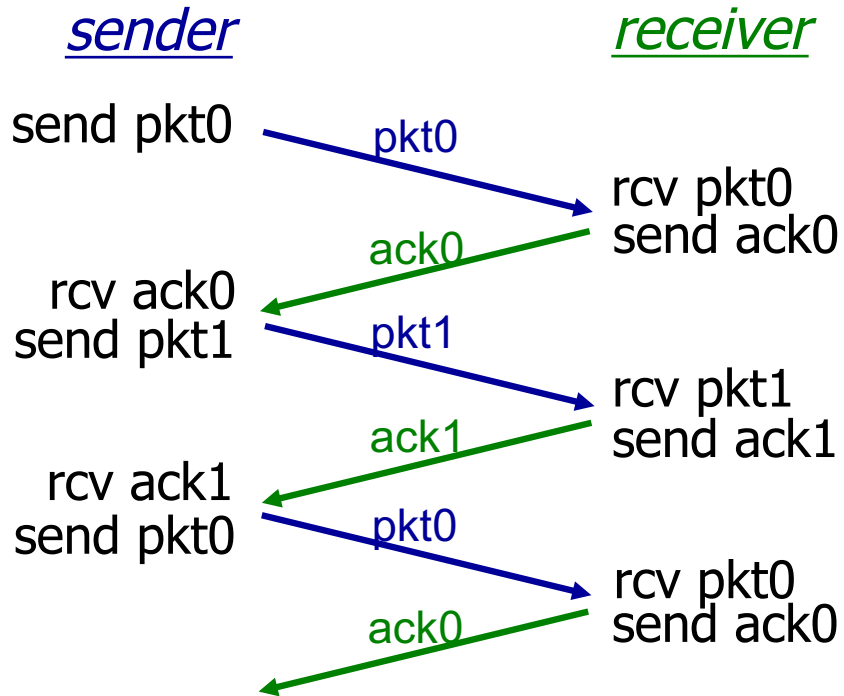 sender
receiver
send pkt0
pkt0
rcv pkt0
send ack0
ack0
rcv ack0
send pkt1
pkt1
rcv pkt1
send ack1
ack1
rcv ack1
send pkt0
pkt0
rcv pkt0
send ack0
ack0